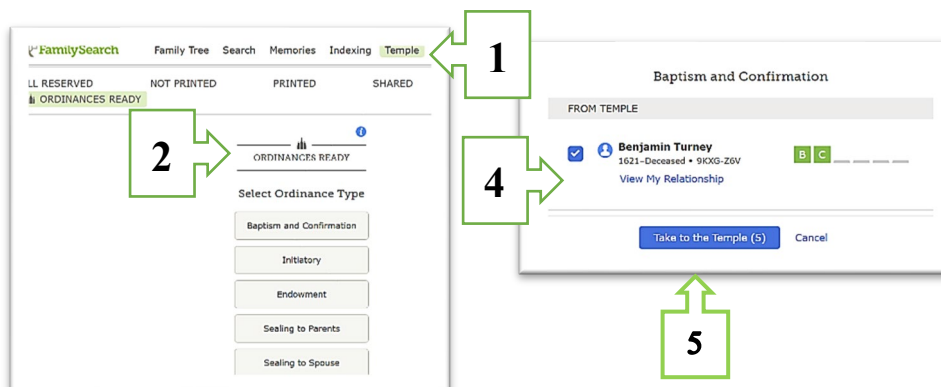 FamilySearch Family Tree Search Memories Indexing Temple
1
LL RESERVED NOT PRINTED PRINTED SHARED
ORDINANCES READY
2
ORDINANCES READY
Select Ordinance Type
Baptism and Confirmation
Initiatory
Endowment
Sealing to Parents
Sealing to Spouse
Baptism and Confirmation
FROM TEMPLE
4
Benjamin Turney
B C
1621-Deceased • 9KXG-Z6V
View My Relationship
Take to the Temple (5) Cancel
5